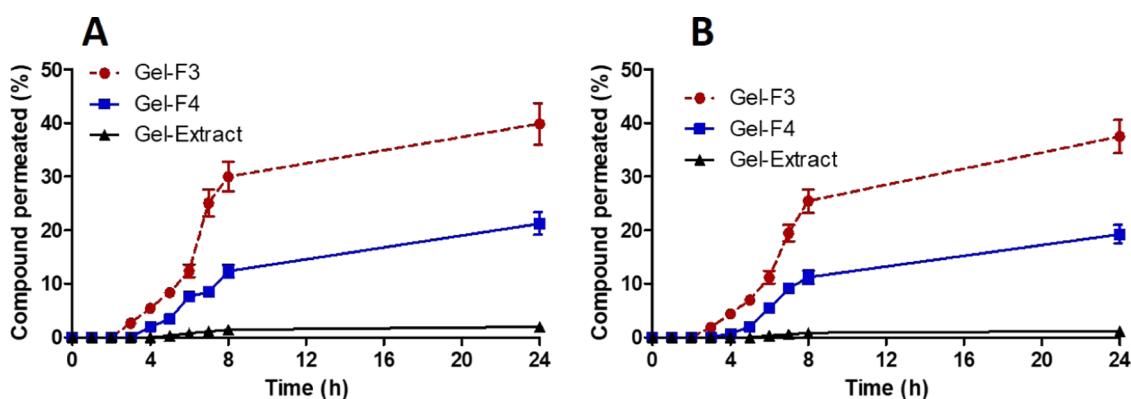 A
Gel-F3
Gel-F4
Gel-Extract
Compound permeated (%)
50
40
30
20
10
0
0 4 8 12 16 20 24
Time (h)
B
Gel-F3
Gel-F4
Gel-Extract
Compound permeated (%)
50
40
30
20
10
0
0 4 8 12 16 20 24
Time (h)